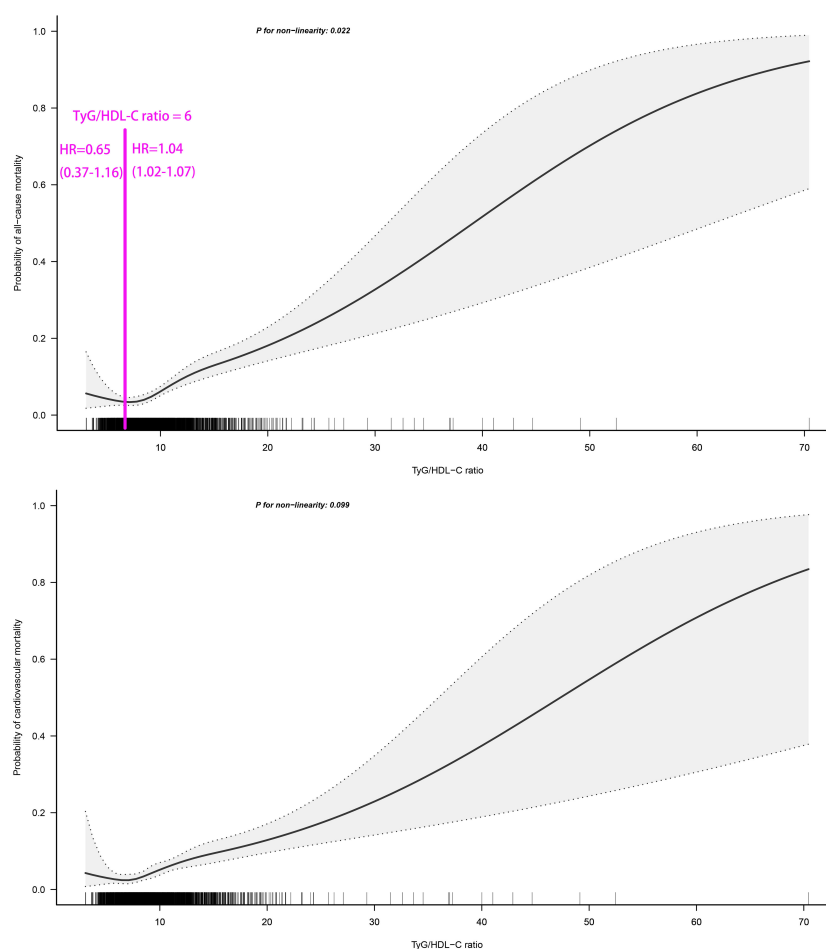 P for non−linearity: 0.022
1.0
0.8
0.6
0.4
0.2
0.0
Probability of all−cause mortality
TyG/HDL-C ratio = 6
HR=0.65
(0.37-1.16)
HR=1.04
(1.02-1.07)
10 20 30 40 50 60 70
TyG/HDL−C ratio
P for non−linearity: 0.099
1.0
0.8
0.6
0.4
0.2
0.0
Probability of cardiovascular mortality
10 20 30 40 50 60 70
TyG/HDL−C ratio